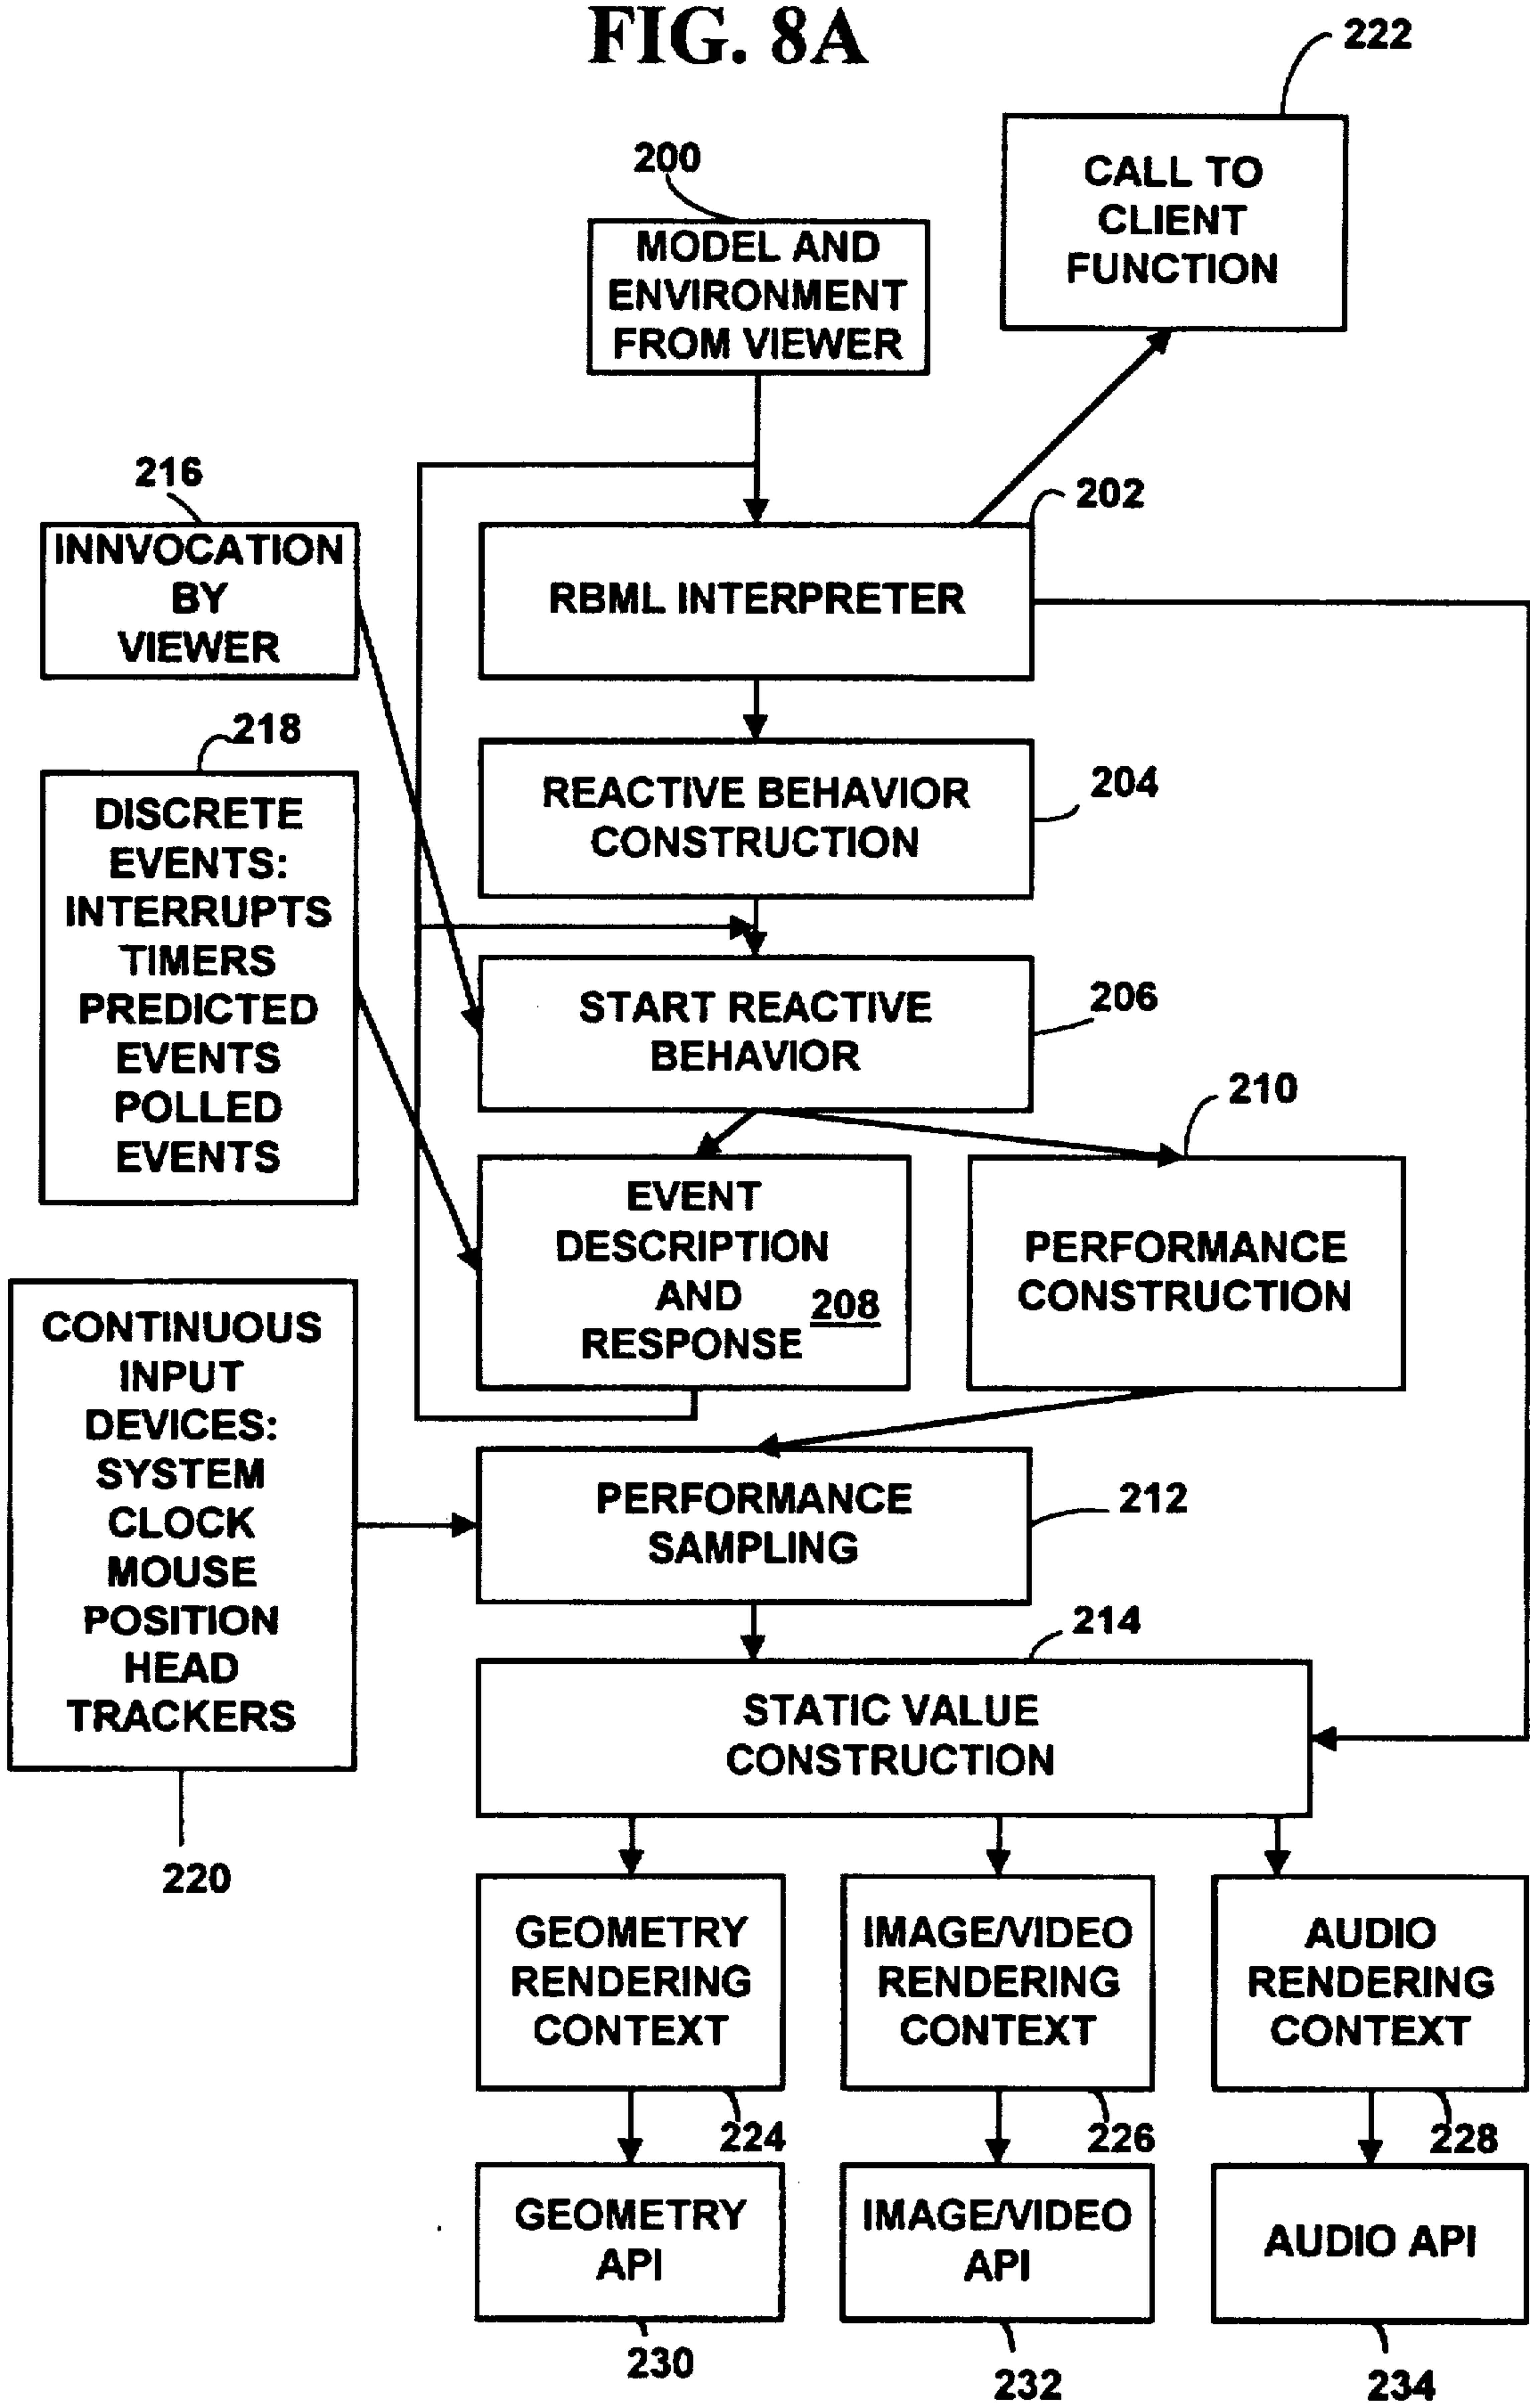 FIG. 8A
222
CALL TO
CLIENT
FUNCTION
200
MODEL AND
ENVIRONMENT
FROM VIEWER
216
INNVOCATION
BY
VIEWER
202
RBML INTERPRETER
218
DISCRETE
EVENTS:
INTERRUPTS
TIMERS
PREDICTED
EVENTS
POLLED
EVENTS
REACTIVE BEHAVIOR
CONSTRUCTION
204
START REACTIVE
BEHAVIOR
206
210
EVENT
DESCRIPTION
AND
RESPONSE
208
PERFORMANCE
CONSTRUCTION
CONTINUOUS
INPUT
DEVICES:
SYSTEM
CLOCK
MOUSE
POSITION
HEAD
TRACKERS
220
PERFORMANCE
SAMPLING
212
214
STATIC VALUE
CONSTRUCTION
GEOMETRY
RENDERING
CONTEXT
224
IMAGE/VIDEO
RENDERING
CONTEXT
226
AUDIO
RENDERING
CONTEXT
228
GEOMETRY
API
230
IMAGE/VIDEO
API
232
AUDIO API
234